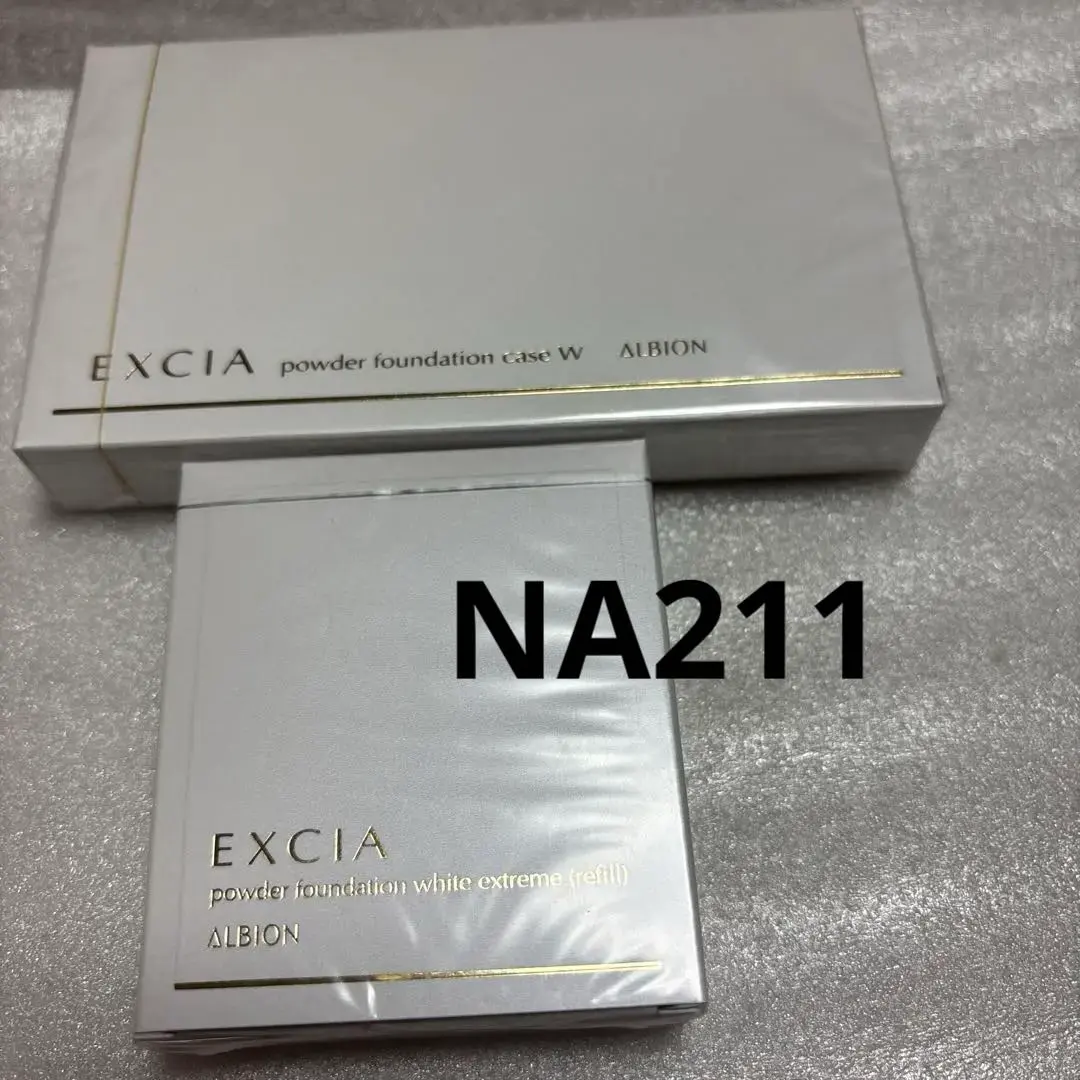 EXCIA powder foundation case W ALBION
NA211
EXCIA
powder foundation white extreme (refill)
ALBION